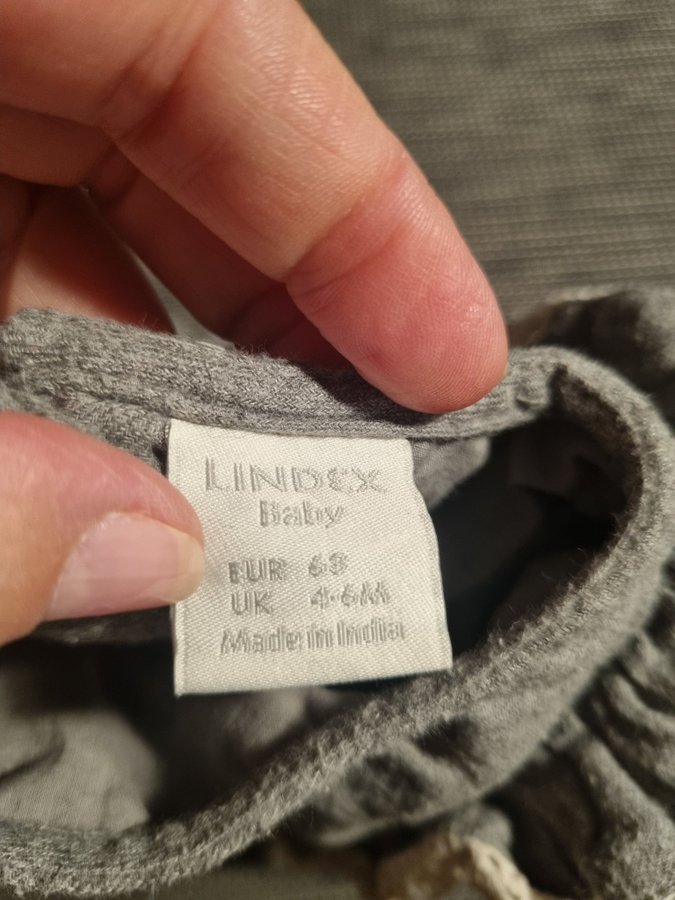 LINDEX
Baby
EUR 68
UK 4-6M
Made in India